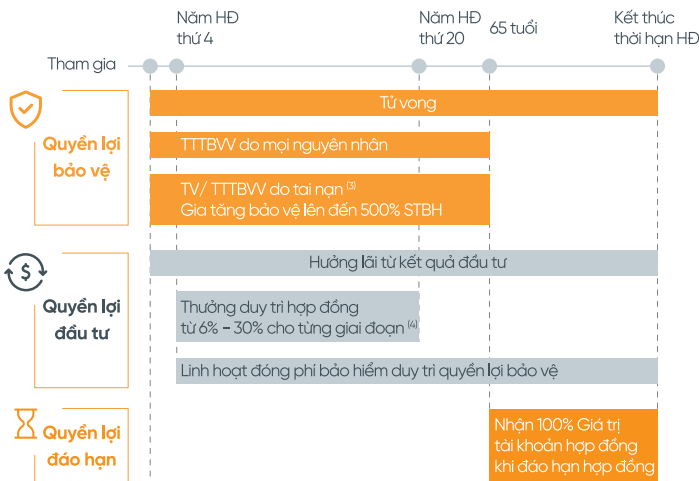 Năm HĐ
thứ 4
Năm HĐ
thứ 20
65 tuổi
Kết thúc
thời hạn HĐ
Tham gia
Quyền lợi
bảo vệ
Tử vong
TTTBVV do mọi nguyên nhân
TV/ TTTBVV do tai nạn (3)
Gia tăng bảo vệ lên đến 500% STBH
$
Quyền lợi
đầu tư
Hưởng lãi từ kết quả đầu tư
Thưởng duy trì hợp đồng
từ 6% – 30% cho từng giai đoạn (4)
Linh hoạt đóng phí bảo hiểm duy trì quyền lợi bảo vệ
Quyền lợi
đáo hạn
Nhận 100% Giá trị
tài khoản hợp đồng
khi đáo hạn hợp đồng